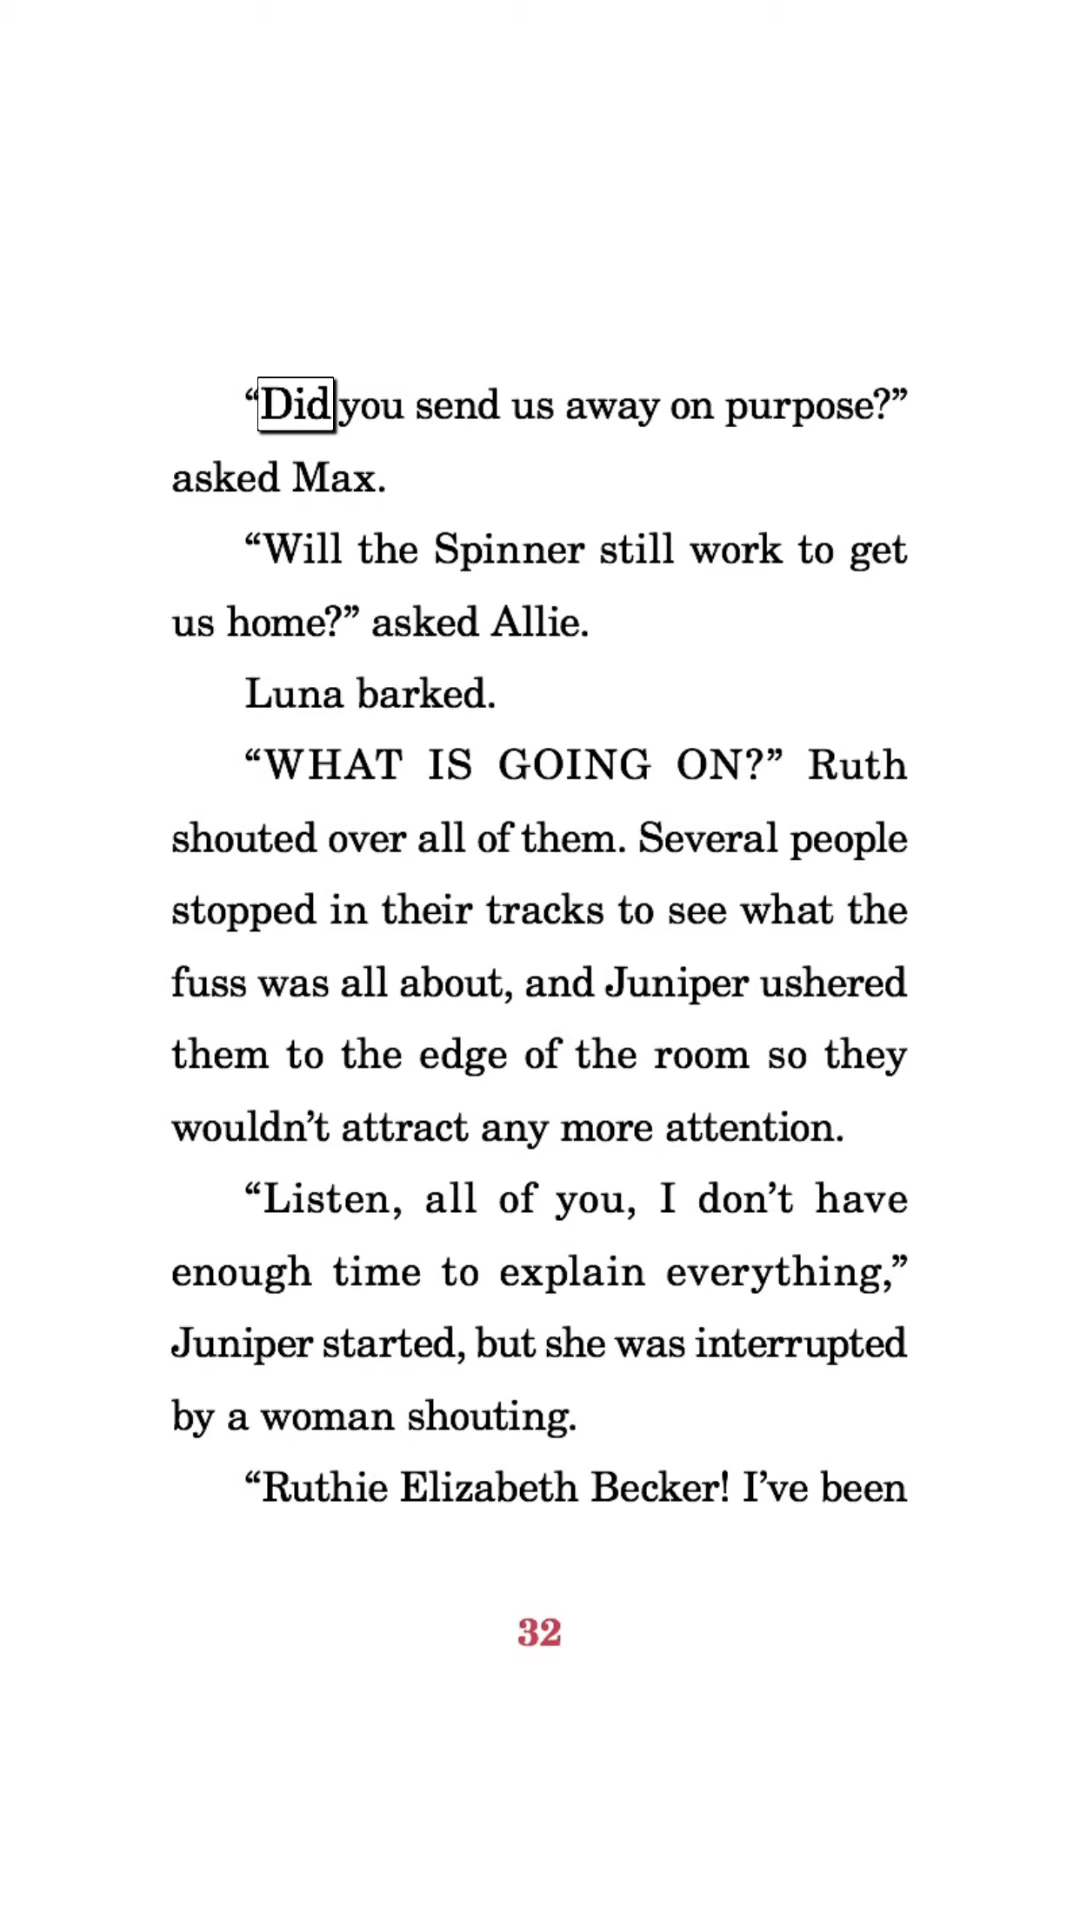 “Did you send us away on purpose?”
asked Max.
“Will the Spinner still work to get
us home?” asked Allie.
Luna barked.
“WHAT IS GOING ON?” Ruth
shouted over all of them. Several people
stopped in their tracks to see what the
fuss was all about, and Juniper ushered
them to the edge of the room so they
wouldn’t attract any more attention.
“Listen, all of you, I don’t have
enough time to explain everything,”
Juniper started, but she was interrupted
by a woman shouting.
“Ruthie Elizabeth Becker! I’ve been
32